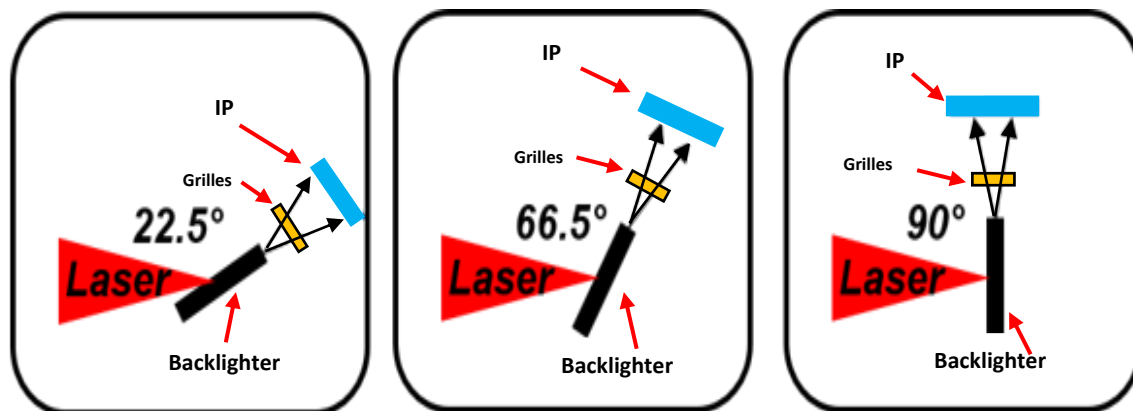 IP
Grilles
22.5°
Laser
Backlighter
IP
Grilles
66.5°
Laser
Backlighter
IP
Grilles
90°
Laser
Backlighter